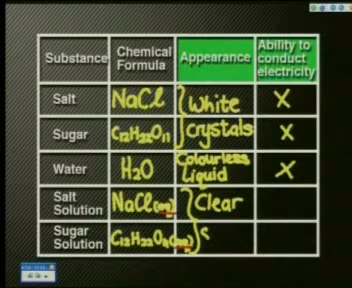 Substance Chemical Formula Appearance Ability to conduct electricity
Salt NaCl White X
Sugar C12H22O11 Crystals X
Water H2O Colourless Liquid X
Salt Solution NaCl(aq) Clear
Sugar Solution C12H22O11(aq) S